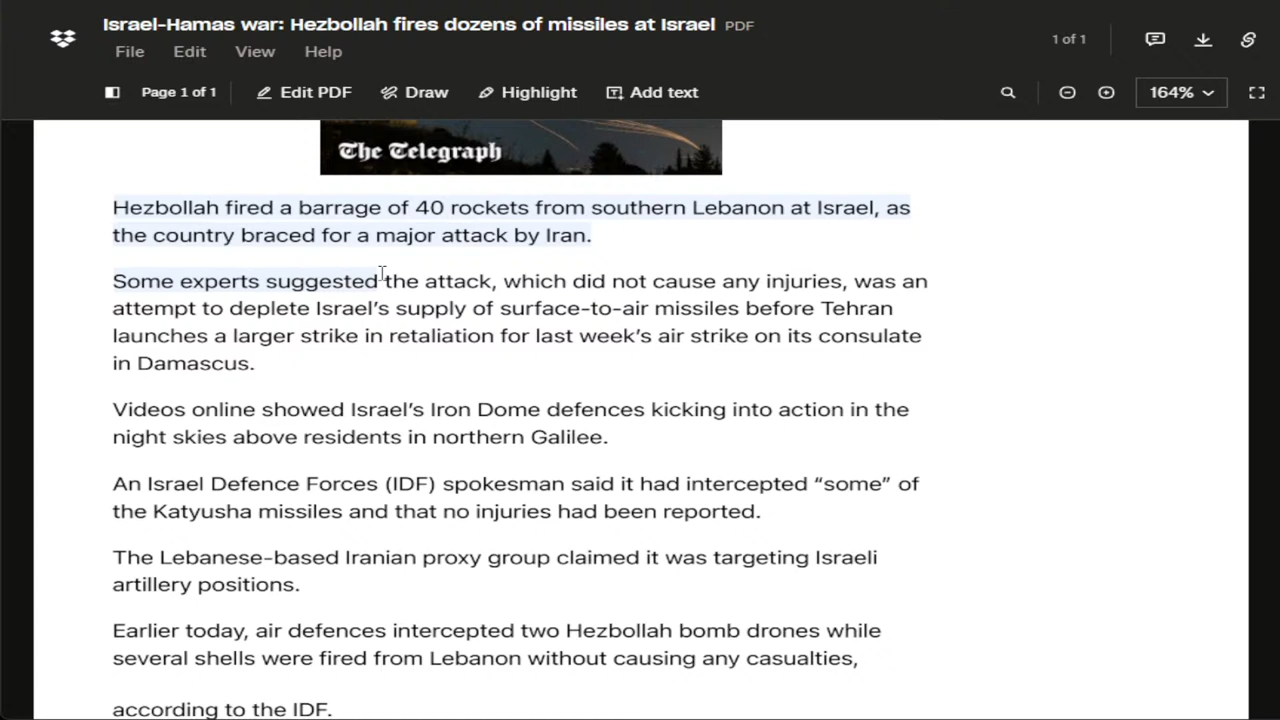 Israel-Hamas war: Hezbollah fires dozens of missiles at Israel PDF
File Edit View Help
1 of 1
Page 1 of 1 Edit PDF Draw Highlight Add text 164%
The Telegraph
Hezbollah fired a barrage of 40 rockets from southern Lebanon at Israel, as
the country braced for a major attack by Iran.
Some experts suggested the attack, which did not cause any injuries, was an
attempt to deplete Israel’s supply of surface-to-air missiles before Tehran
launches a larger strike in retaliation for last week’s air strike on its consulate
in Damascus.
Videos online showed Israel’s Iron Dome defences kicking into action in the
night skies above residents in northern Galilee.
An Israel Defence Forces (IDF) spokesman said it had intercepted “some” of
the Katyusha missiles and that no injuries had been reported.
The Lebanese-based Iranian proxy group claimed it was targeting Israeli
artillery positions.
Earlier today, air defences intercepted two Hezbollah bomb drones while
several shells were fired from Lebanon without causing any casualties,
according to the IDF.